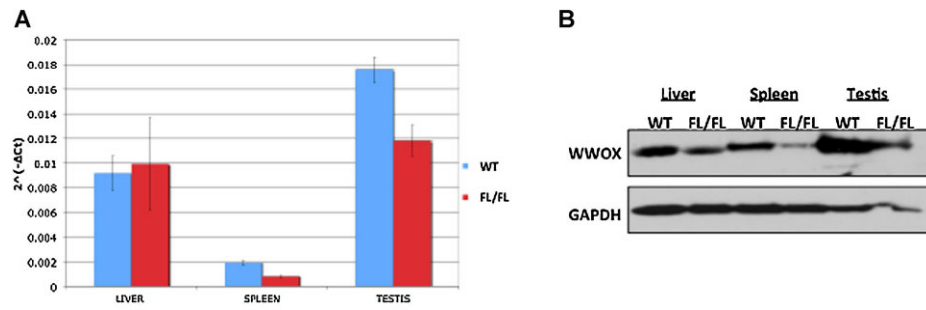 A
2^(-ΔCt)
0.02
0.018
0.016
0.014
0.012
0.01
0.008
0.006
0.004
0.002
0
LIVER SPLEEN TESTIS
WT
FL/FL
B
Liver Spleen Testis
WT FL/FL WT FL/FL WT FL/FL
WWOX
GAPDH